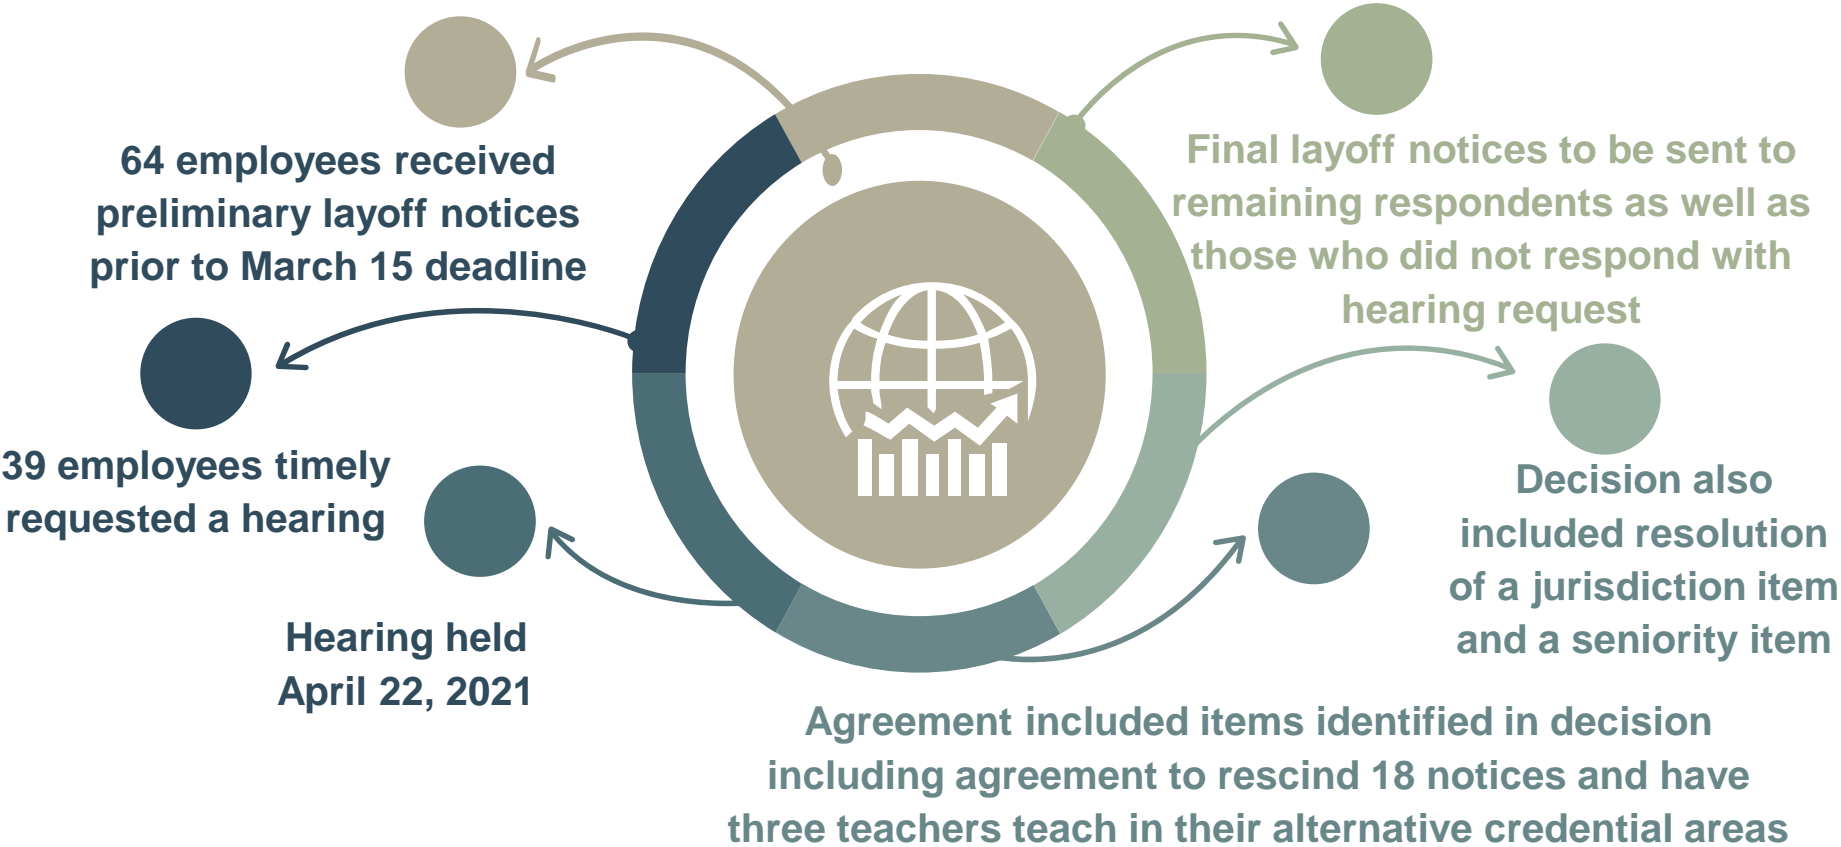 64 employees received
preliminary layoff notices
prior to March 15 deadline
39 employees timely
requested a hearing
Hearing held
April 22, 2021
Agreement included items identified in decision
including agreement to rescind 18 notices and have
three teachers teach in their alternative credential areas
Decision also
included resolution
of a jurisdiction item
and a seniority item
Final layoff notices to be sent to
remaining respondents as well as
those who did not respond with
hearing request